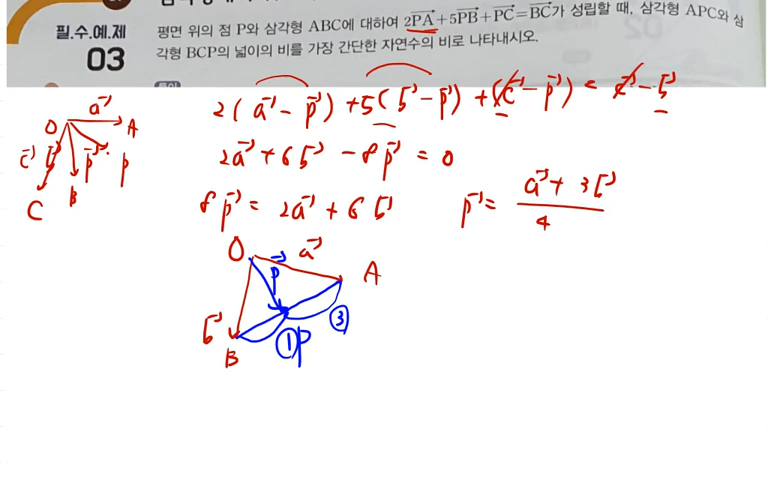 필.수.예.제
03
평면 위의 점 P와 삼각형 ABC에 대하여 2PA+5PB+PC=BC가 성립할 때, 삼각형 APC와 삼
각형 BCP의 넓이의 비를 가장 간단한 자연수의 비로 나타내시오.
2(a⃗ - p⃗) + 5(b⃗ - p⃗) + (c⃗ - p⃗) = c⃗ - b⃗
O a⃗ A
c⃗ b⃗ p⃗ P
C B
2a⃗ + 6b⃗ - 8p⃗ = 0
8p⃗ = 2a⃗ + 6b⃗
p⃗ = (a⃗ + 3b⃗)/4
O a⃗ A
p⃗
b⃗ B ① P ③